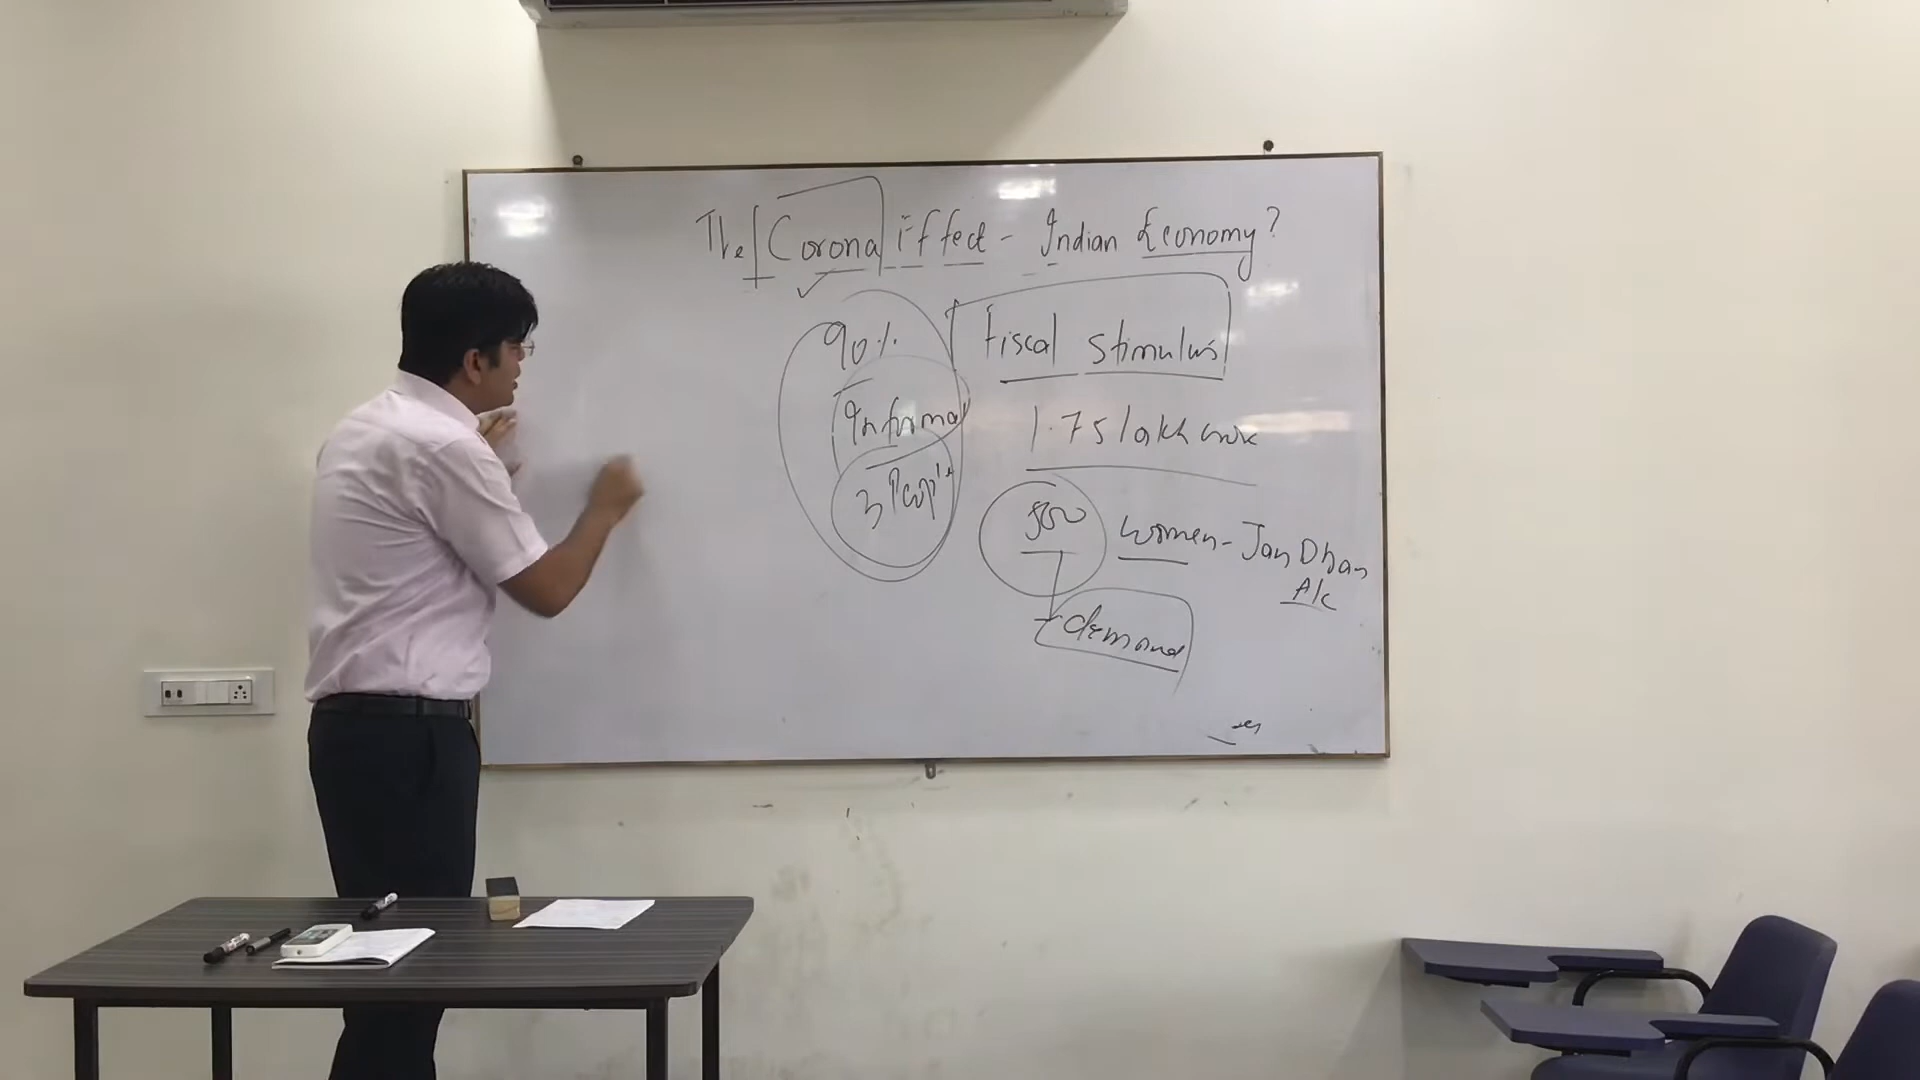 The Corona Effect - Indian Economy?
90%
Informal
3 People
Fiscal Stimulus
1.75 lakh crore
500 women - Jan Dhan
A/c
demand